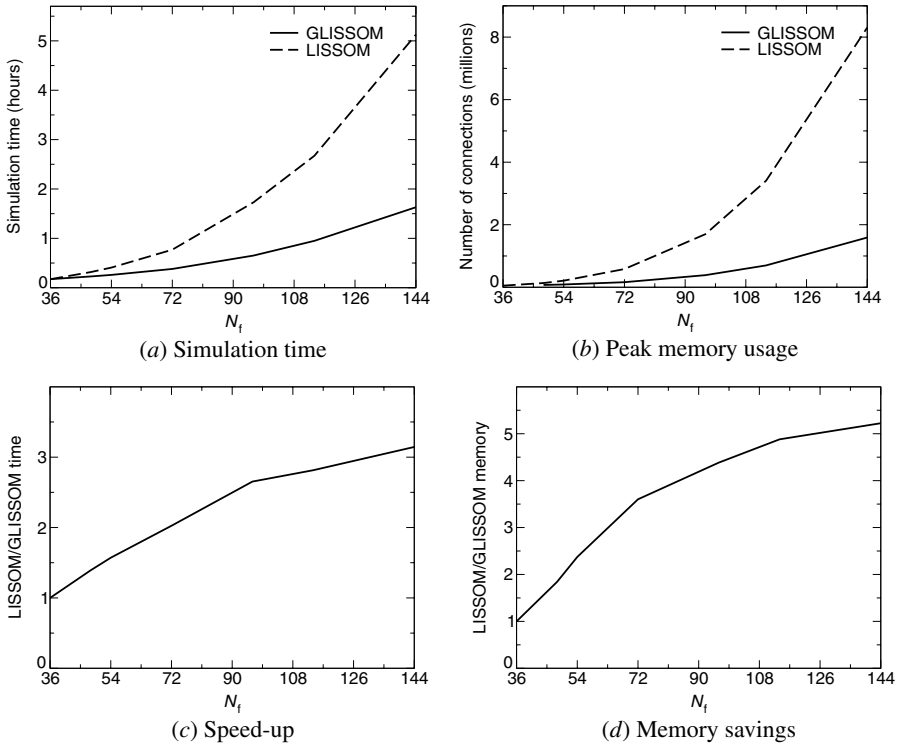 GLISSOM
LISSOM
Simulation time (hours)
5
4
3
2
1
0
36 54 72 90 108 126 144
N_f
(a) Simulation time
GLISSOM
LISSOM
Number of connections (millions)
8
6
4
2
0
36 54 72 90 108 126 144
N_f
(b) Peak memory usage
LISSOM/GLISSOM time
3
2
1
0
36 54 72 90 108 126 144
N_f
(c) Speed-up
LISSOM/GLISSOM memory
5
4
3
2
1
0
36 54 72 90 108 126 144
N_f
(d) Memory savings